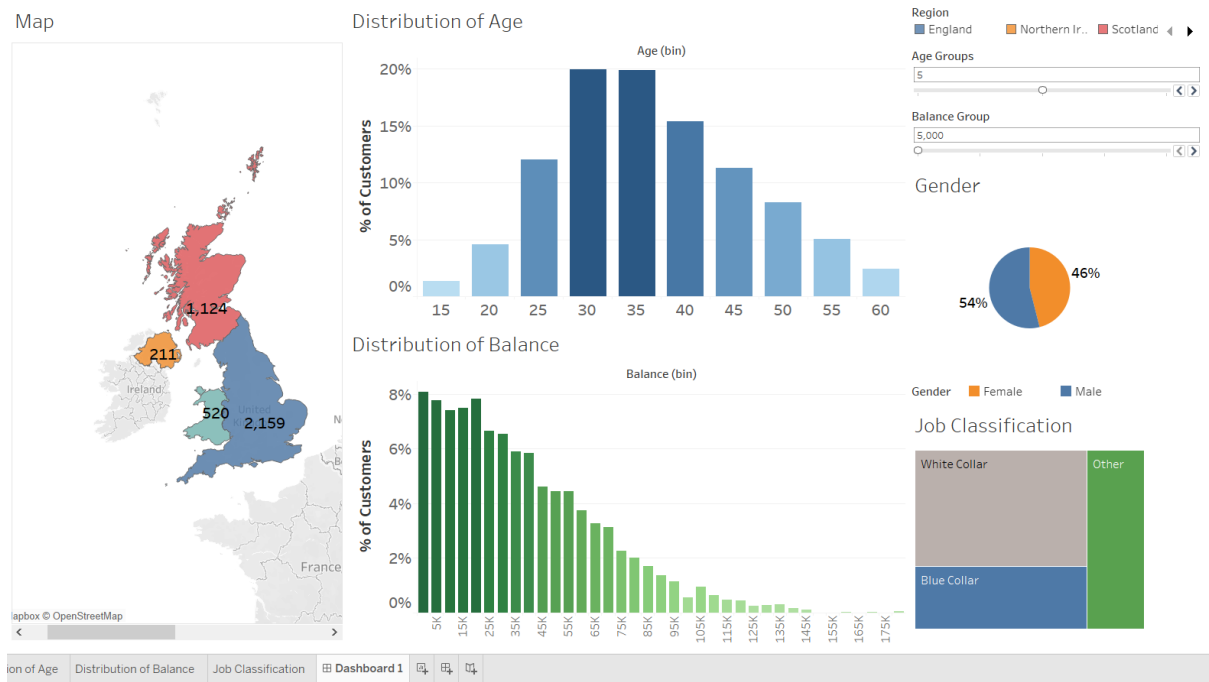 Map
1,124
211
Ireland
520
United
2,159
France
apbox © OpenStreetMap
Distribution of Age
Age (bin)
% of Customers
20%
15%
10%
5%
0%
15 20 25 30 35 40 45 50 55 60
Distribution of Balance
Balance (bin)
% of Customers
8%
6%
4%
2%
0%
5K 15K 25K 35K 45K 55K 65K 75K 85K 95K 105K 115K 125K 135K 145K 155K 165K 175K
Region
England Northern Ir.. Scotland
Age Groups
5
Balance Group
5,000
Gender
46%
54%
Gender Female Male
Job Classification
White Collar
Other
Blue Collar
ion of Age Distribution of Balance Job Classification Dashboard 1